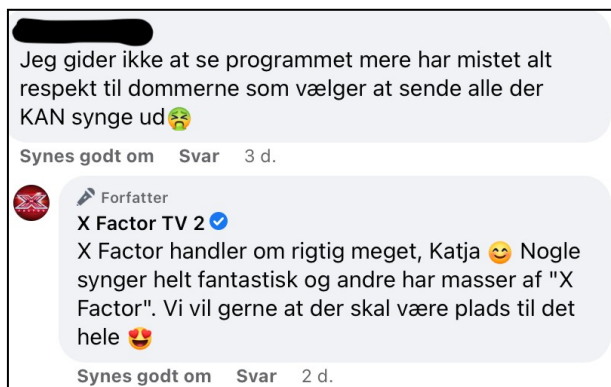 Jeg gider ikke at se programmet mere har mistet alt
respekt til dommerne som vælger at sende alle der
KAN synge ud🤮
Synes godt om Svar 3 d.
Forfatter
X Factor TV 2
X Factor handler om rigtig meget, Katja 😊 Nogle
synger helt fantastisk og andre har masser af "X
Factor". Vi vil gerne at der skal være plads til det
hele 😍
Synes godt om Svar 2 d.